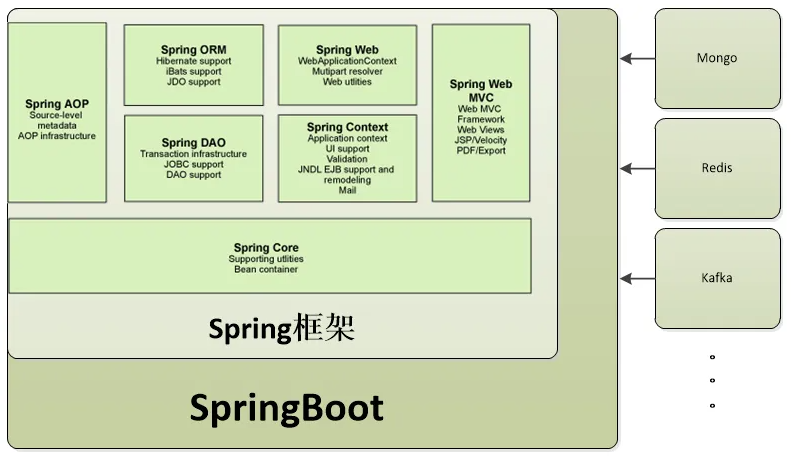 Spring AOP
Source-level
metadata
AOP infrastructure
Spring ORM
Hibernate support
iBats support
JDO support
Spring Web
WebApplicationContext
Mutipart resolver
Web utlities
Spring Web
MVC
Web MVC
Framework
Web Views
JSP/Velocity
PDF/Export
Spring DAO
Transaction infrastructure
JOBC support
DAO support
Spring Context
Application context
UI support
Validation
JNDL EJB support and
remodeling
Mail
Spring Core
Supporting utlities
Bean container
Spring框架
SpringBoot
Mongo
Redis
Kafka